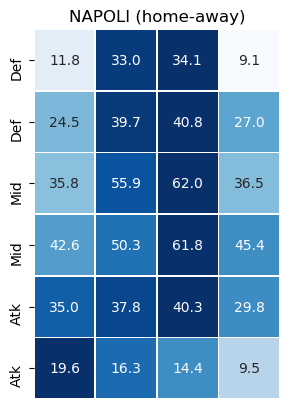 NAPOLI (home-away)
Def 11.8 33.0 34.1 9.1
Def 24.5 39.7 40.8 27.0
Mid 35.8 55.9 62.0 36.5
Mid 42.6 50.3 61.8 45.4
Atk 35.0 37.8 40.3 29.8
Atk 19.6 16.3 14.4 9.5